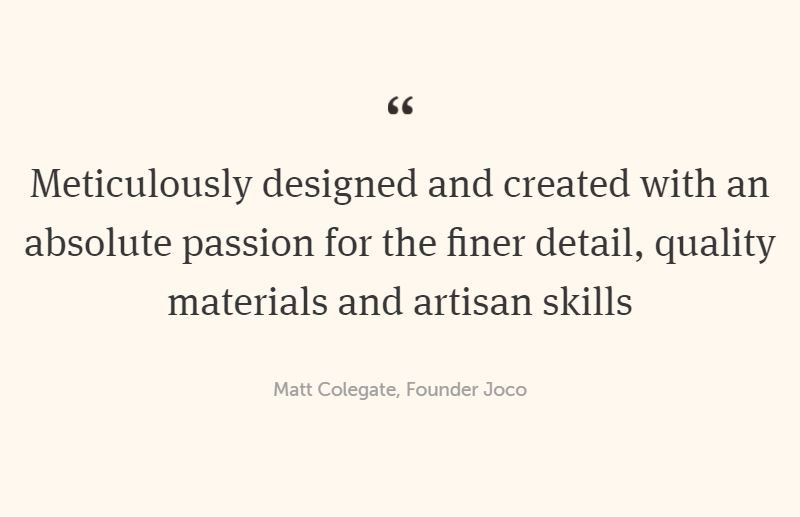 “
Meticulously designed and created with an
absolute passion for the finer detail, quality
materials and artisan skills
Matt Colegate, Founder Joco